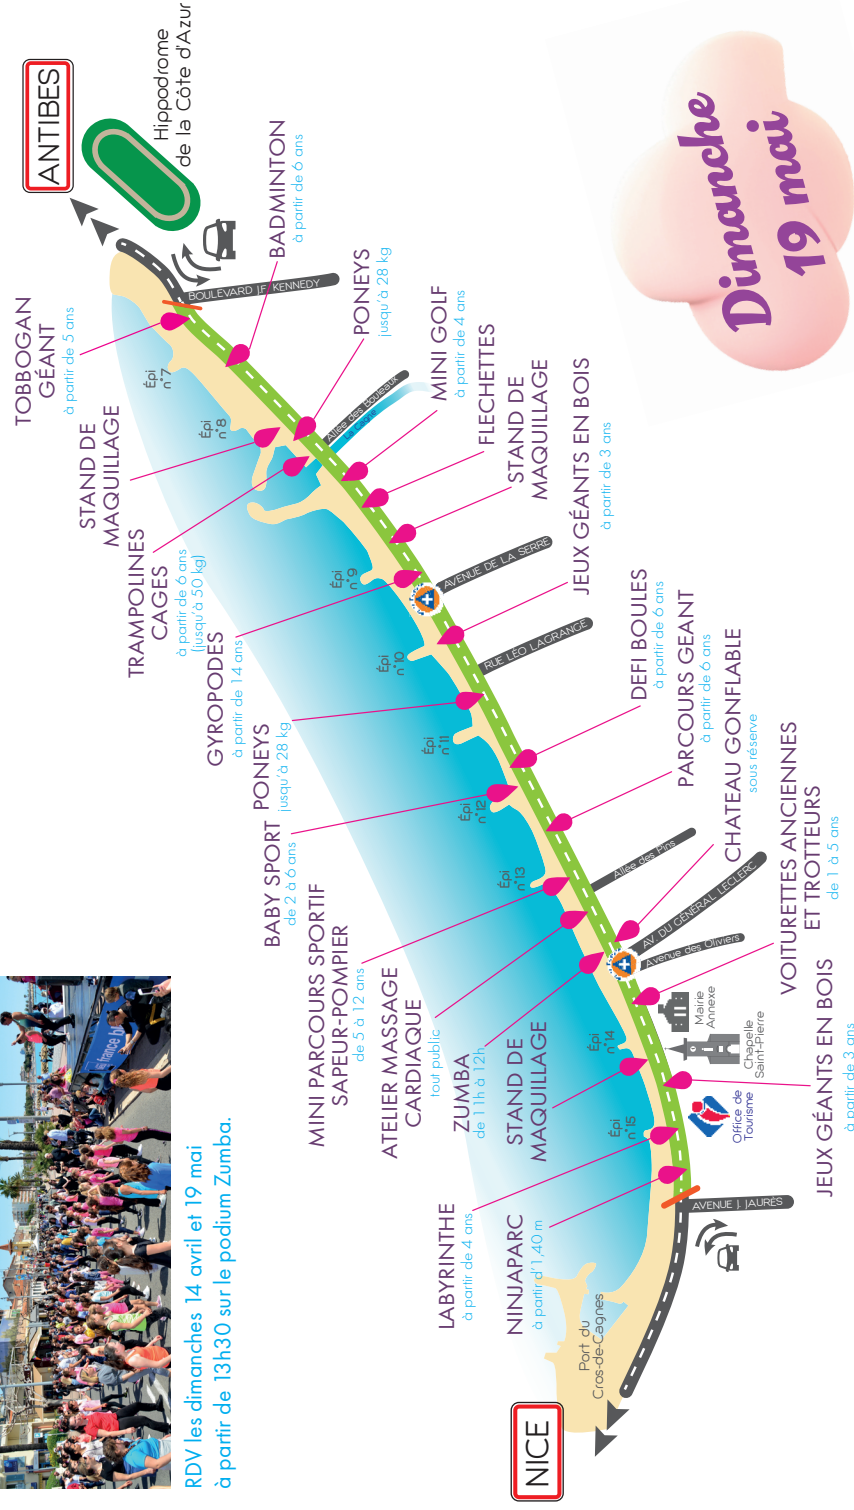 RDV les dimanches 14 avril et 19 mai
à partir de 13h30 sur le podium Zumba.
france bl
TOBBOGAN
GÉANT
à partir de 5 ans
ANTIBES
Hippodrome
de la Côte d'Azur
STAND DE
MAQUILLAGE
TRAMPOLINES
CAGES
à partir de 6 ans
(jusqu'à 50 kg)
GYROPODES
à partir de 14 ans
PONEYS
jusqu'à 28 kg
BABY SPORT
de 2 à 6 ans
MINI PARCOURS SPORTIF
SAPEUR-POMPIER
de 5 à 12 ans
ATELIER MASSAGE
CARDIAQUE
tout public
ZUMBA
de 11h à 12h
STAND DE
MAQUILLAGE
LABYRINTHE
à partir de 4 ans
NINJAPARC
à partir d'1,40 m
NICE
Port du
Cros-de-Cagnes
Épi
n°15
Épi
n°14
Épi
n°13
Épi
n°12
Épi
n°11
Épi
n°10
Épi
n°9
Épi
n°8
Épi
n°7
BOULEVARD J.F. KENNEDY
BADMINTON
à partir de 6 ans
PONEYS
jusqu'à 28 kg
Allée des Bouleaux
La Cagne
MINI GOLF
à partir de 4 ans
FLECHETTES
STAND DE
MAQUILLAGE
AVENUE DE LA SERRE
JEUX GÉANTS EN BOIS
à partir de 3 ans
RUE LÉO LAGRANGE
DEFI BOULES
à partir de 6 ans
PARCOURS GEANT
à partir de 6 ans
Allée des Pins
CHATEAU GONFLABLE
sous réserve
AV. DU GÉNÉRAL LECLERC
Avenue des Oliviers
VOITURETTES ANCIENNES
ET TROTTEURS
de 1 à 5 ans
Mairie
Annexe
Chapelle
Saint-Pierre
Office de
Tourisme
JEUX GÉANTS EN BOIS
à partir de 3 ans
AVENUE J. JAURÈS
Dimanche
19 mai